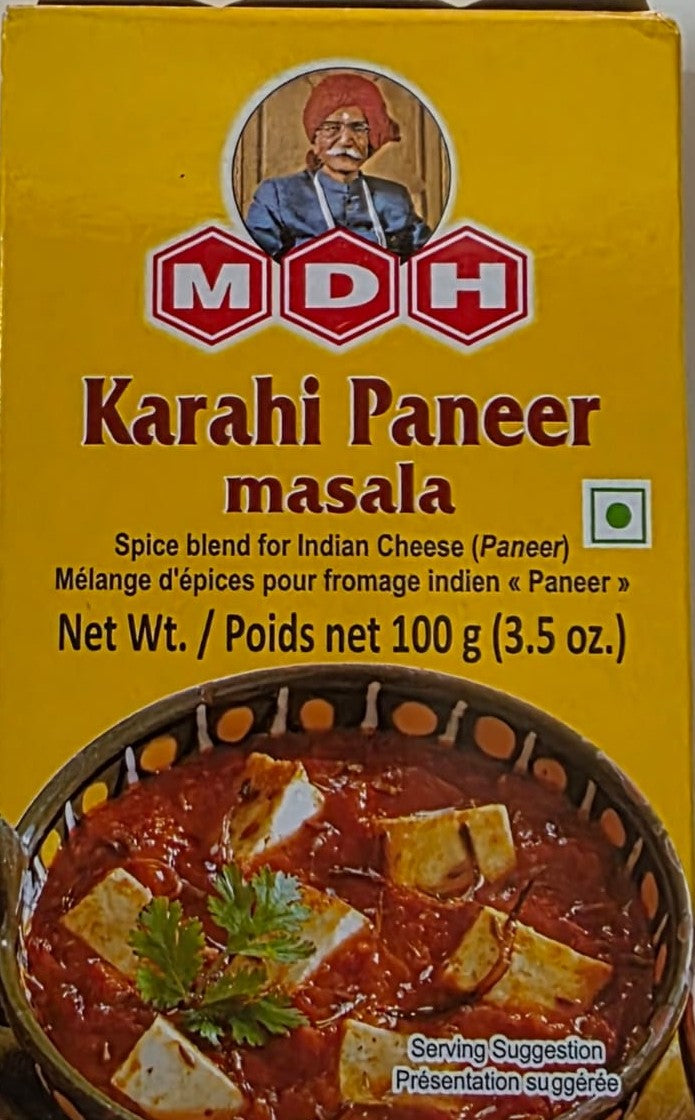 MDH
Karahi Paneer
masala
Spice blend for Indian Cheese (Paneer)
Mélange d'épices pour fromage indien « Paneer »
Net Wt. / Poids net 100 g (3.5 oz.)
Serving Suggestion
Présentation suggérée